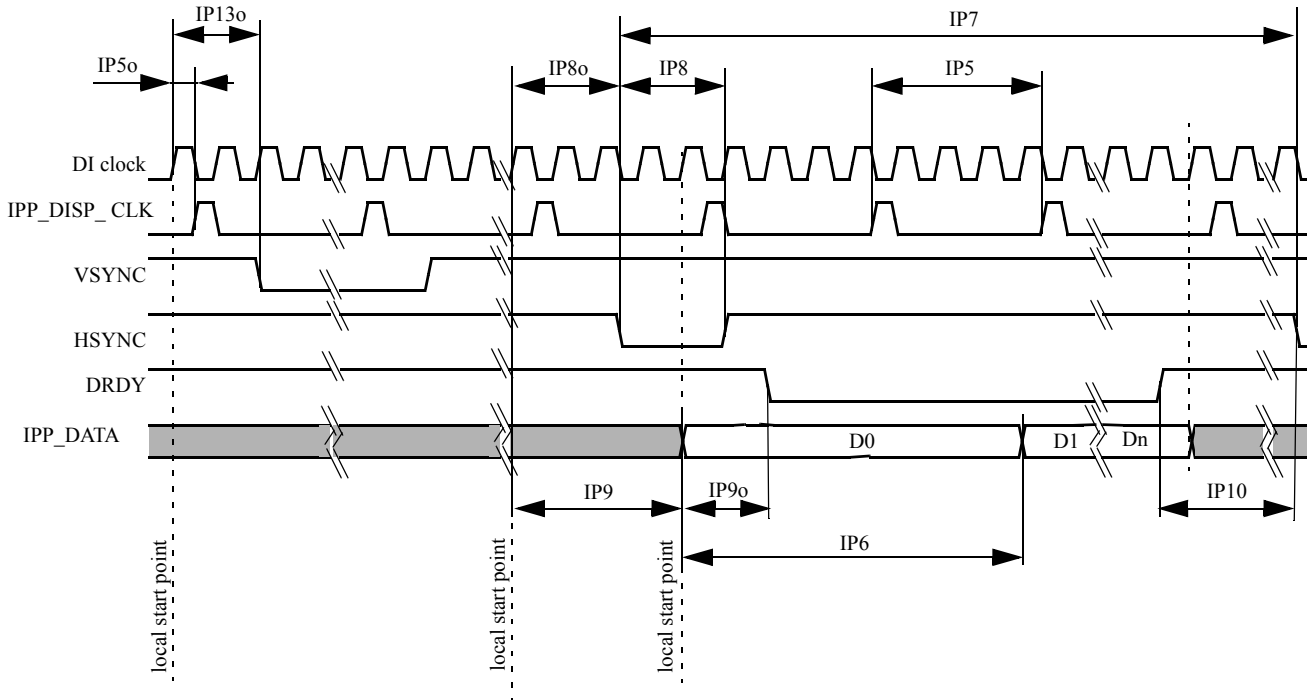 IP13o
IP7
IP5o
IP8o
IP8
IP5
DI clock
IPP_DISP_ CLK
VSYNC
HSYNC
DRDY
IPP_DATA
D0
D1
Dn
IP9
IP9o
IP10
IP6
local start point
local start point
local start point